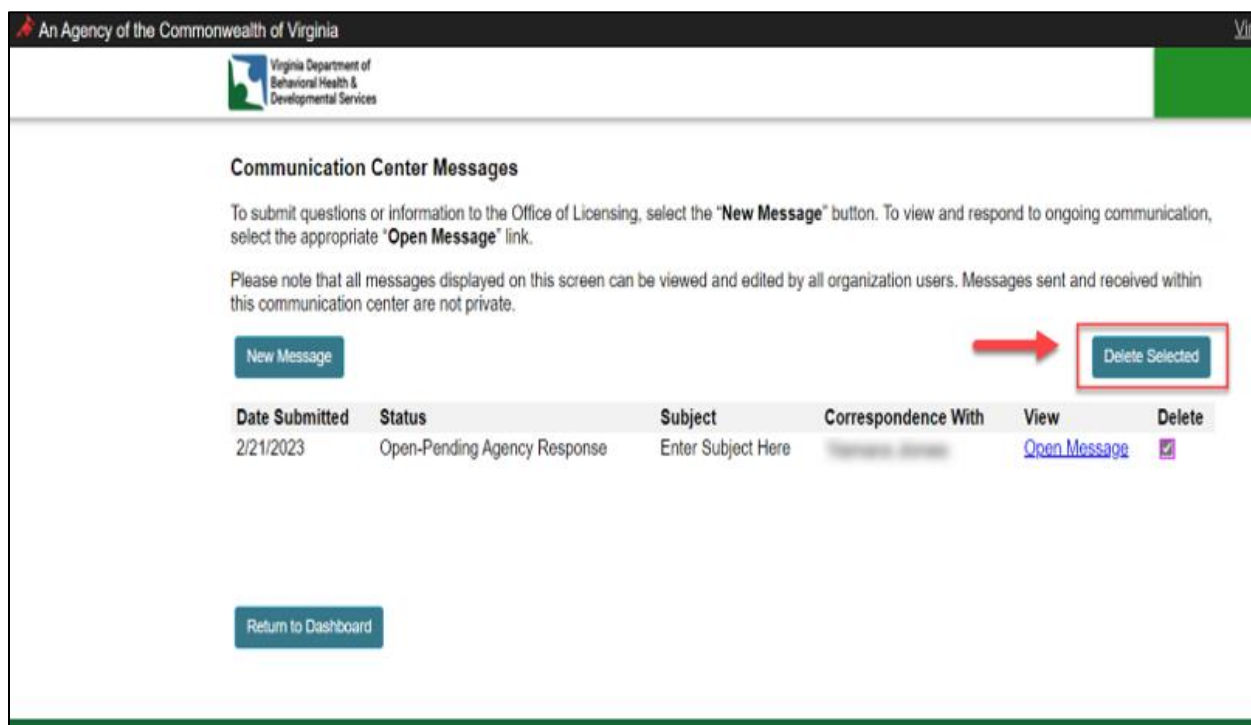 An Agency of the Commonwealth of Virginia
Virginia Department of
Behavioral Health &
Developmental Services
Communication Center Messages
To submit questions or information to the Office of Licensing, select the "New Message" button. To view and respond to ongoing communication,
select the appropriate "Open Message" link.
Please note that all messages displayed on this screen can be viewed and edited by all organization users. Messages sent and received within
this communication center are not private.
New Message Delete Selected
Date Submitted Status Subject Correspondence With View Delete
2/21/2023 Open-Pending Agency Response Enter Subject Here Open Message
Return to Dashboard